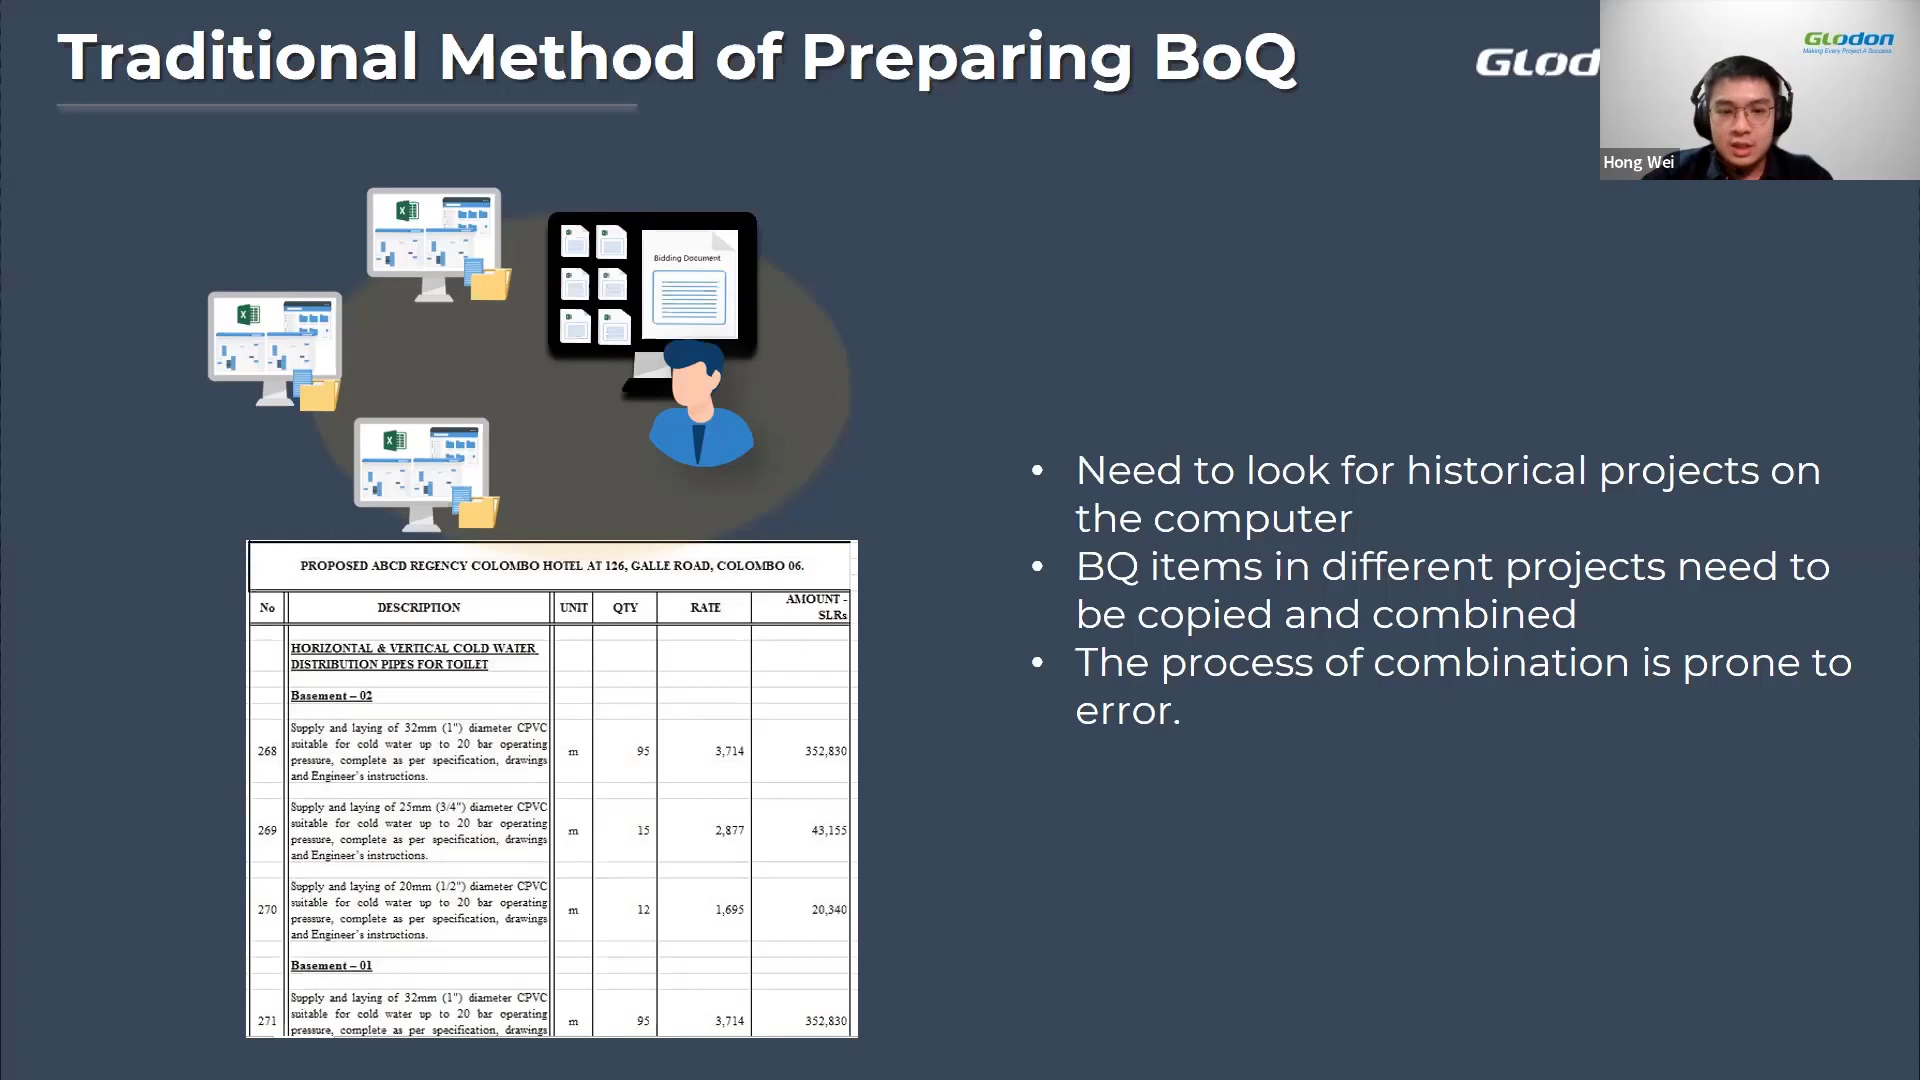 Traditional Method of Preparing BoQ
GLOD
GLODON
Making Every Project A Success
Hong Wei
Bidding Document
Need to look for historical projects on
the computer
BQ items in different projects need to
be copied and combined
The process of combination is prone to
error.
PROPOSED ABCD REGENCY COLOMBO HOTEL AT 126, GALLE ROAD, COLOMBO 06.
No DESCRIPTION UNIT QTY RATE AMOUNT - SLRs
HORIZONTAL & VERTICAL COLD WATER
DISTRIBUTION PIPES FOR TOILET
Basement – 02
Supply and laying of 32mm (1") diameter CPVC
suitable for cold water up to 20 bar operating
pressure, complete as per specification, drawings
and Engineer's instructions.
268 m 95 3,714 352,830
Supply and laying of 25mm (3/4") diameter CPVC
suitable for cold water up to 20 bar operating
pressure, complete as per specification, drawings
and Engineer's instructions.
269 m 15 2,877 43,155
Supply and laying of 20mm (1/2") diameter CPVC
suitable for cold water up to 20 bar operating
pressure, complete as per specification, drawings
and Engineer's instructions.
270 m 12 1,695 20,340
Basement – 01
Supply and laying of 32mm (1") diameter CPVC
suitable for cold water up to 20 bar operating
pressure, complete as per specification, drawings
271 m 95 3,714 352,830